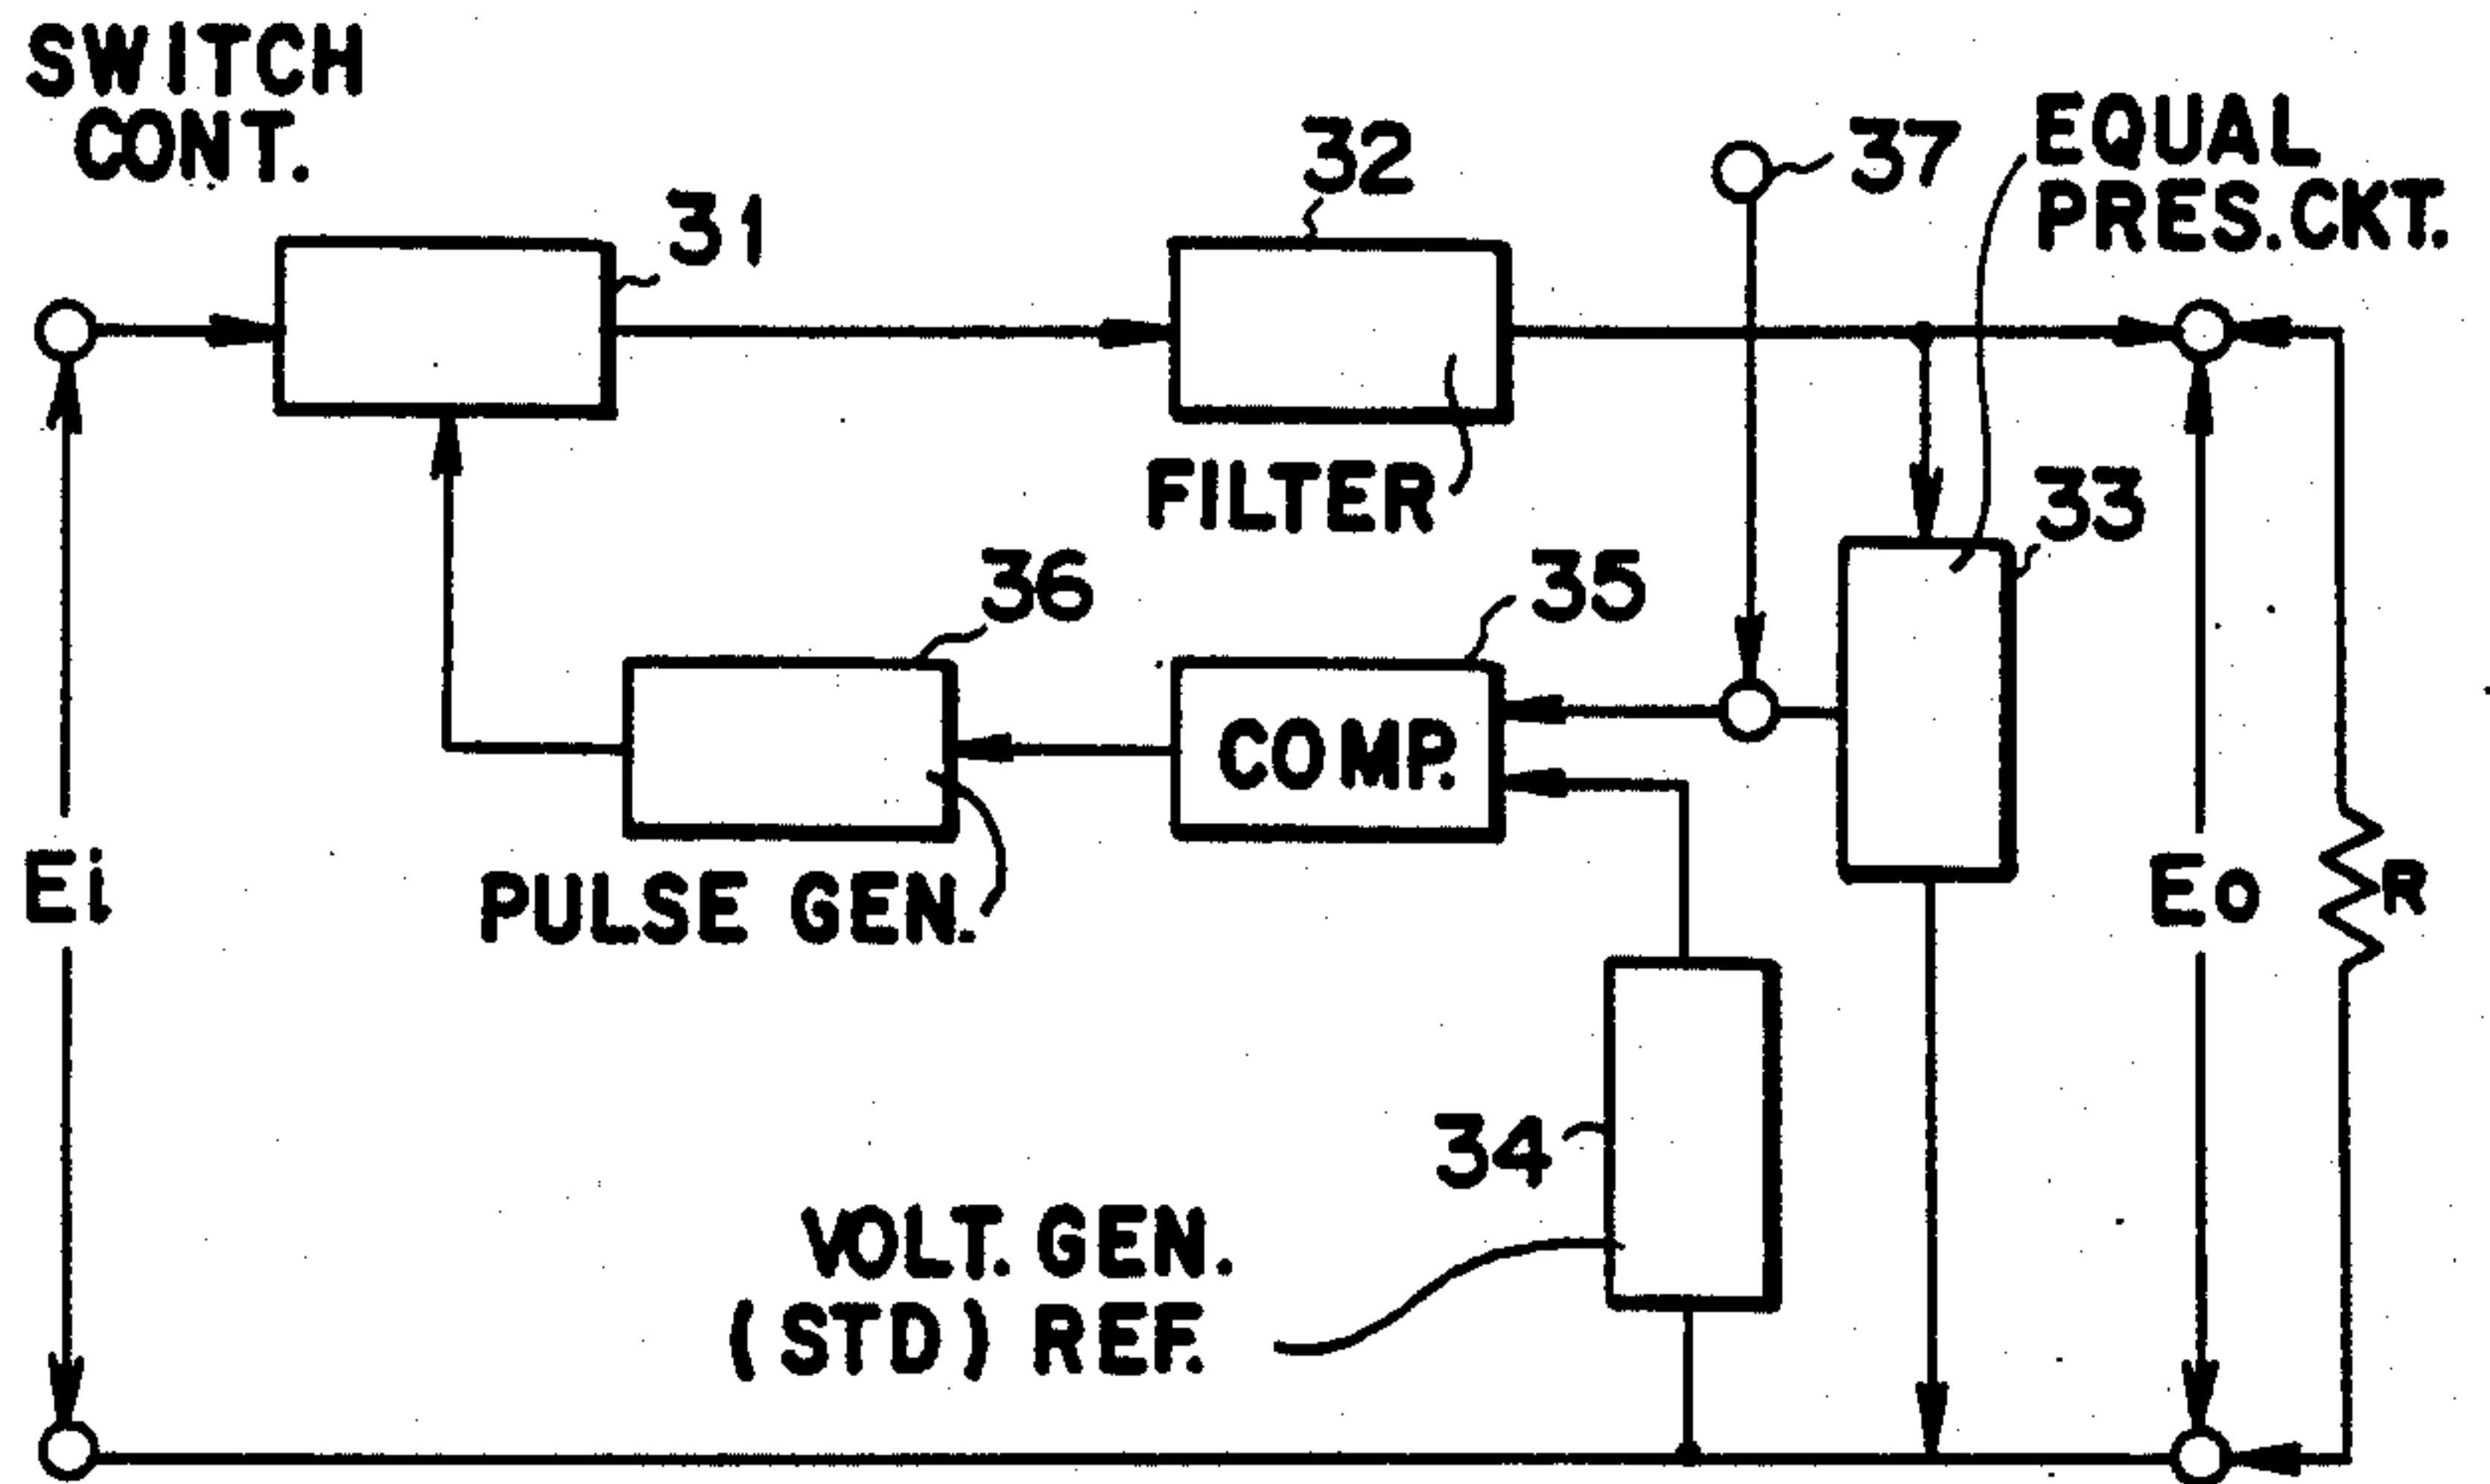 SWITCH
CONT.
31
32
37
EQUAL
PRES.CKT.
FILTER
33
36
35
COMP.
Ei
PULSE GEN.
Eo
R
34
VOLT. GEN.
(STD) REF.